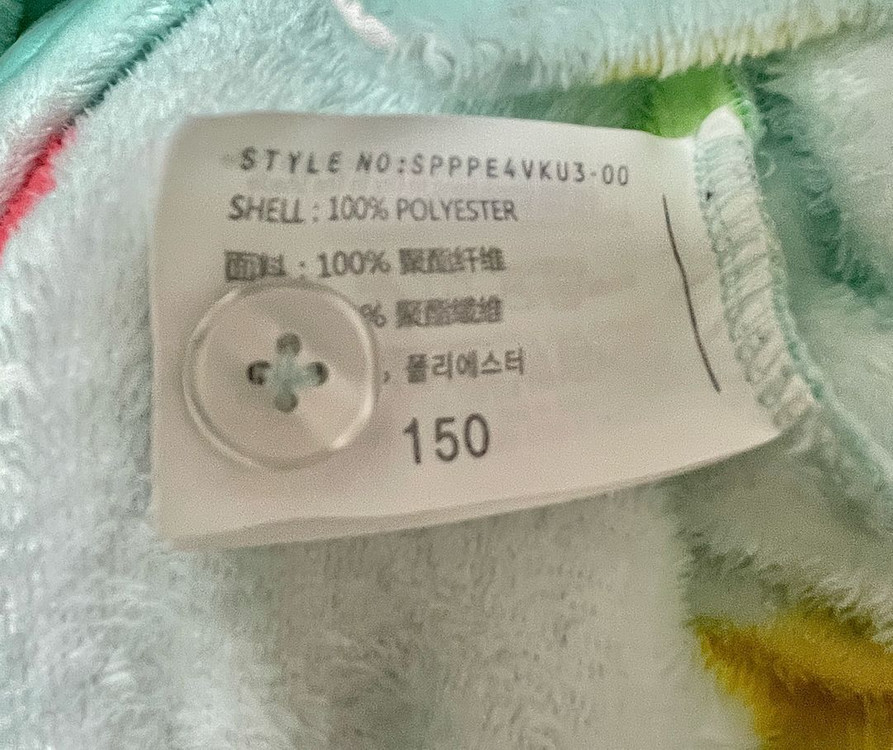 STYLE NO:SPPPE4VKU3-00
SHELL : 100% POLYESTER
面料 : 100% 聚酯纤维
% 聚酯纖维
, 폴리에스터
150